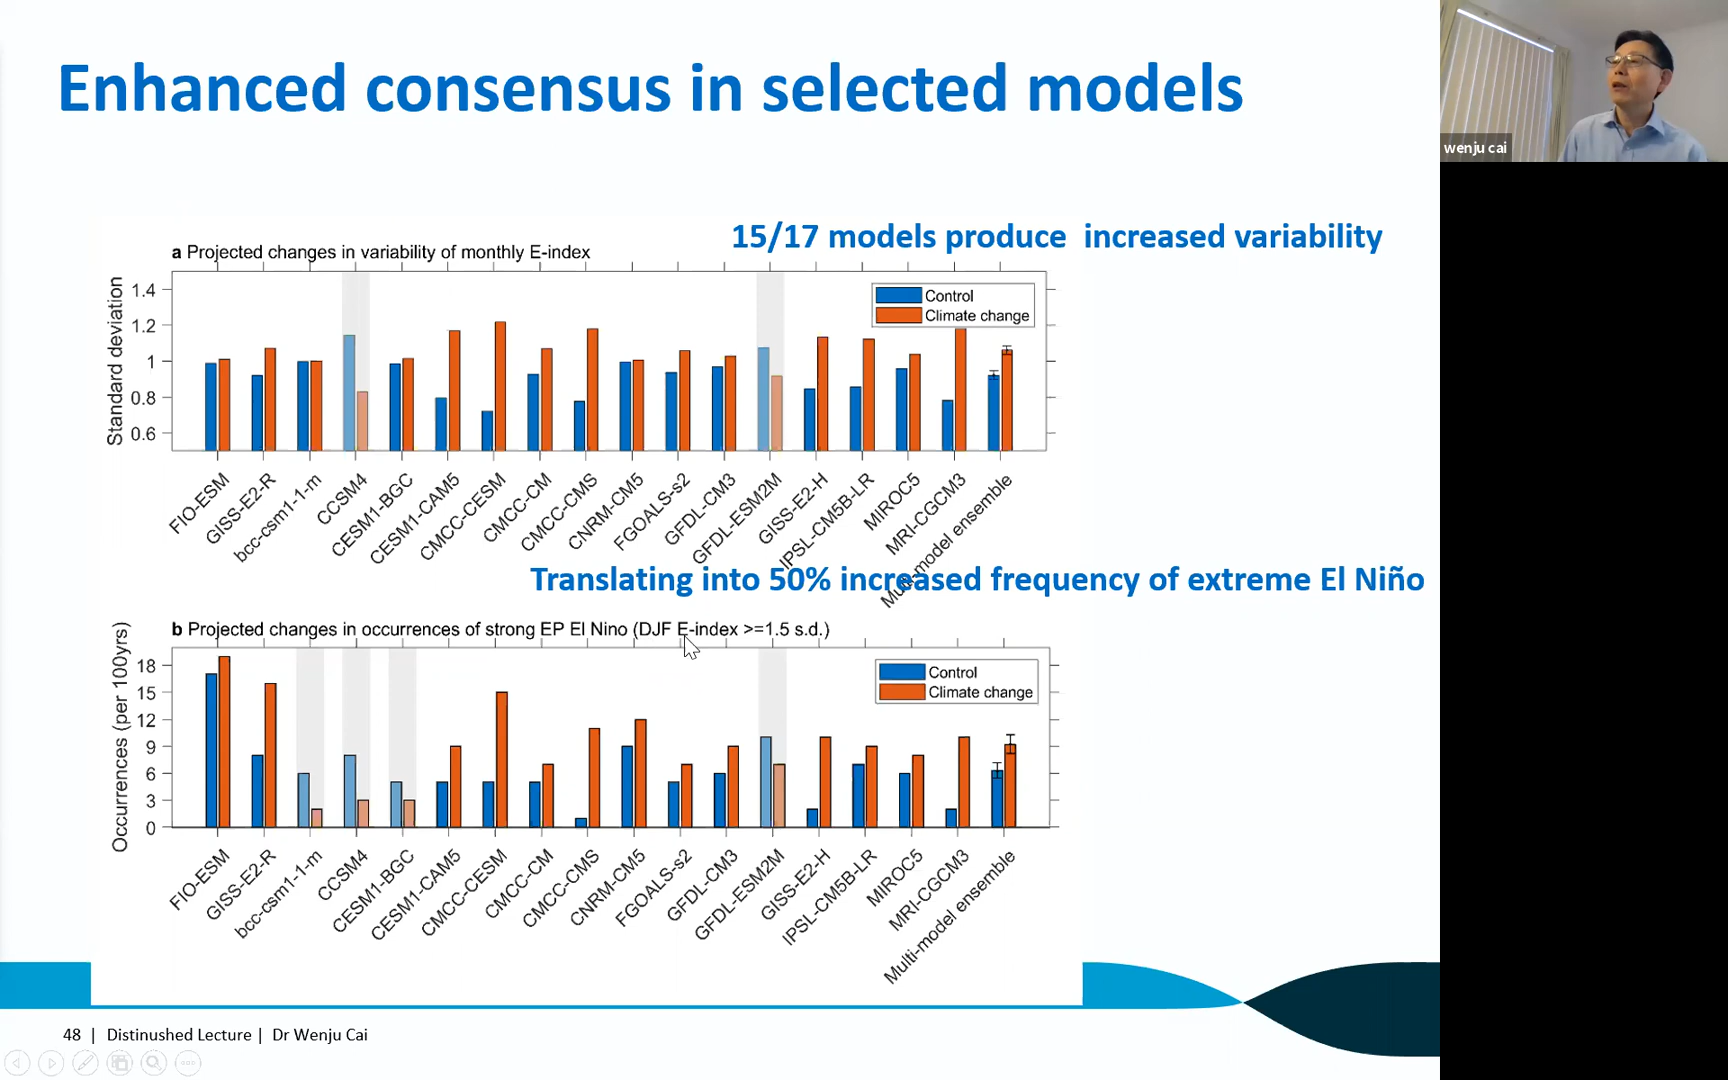 Enhanced consensus in selected models
wenju cai
15/17 models produce increased variability
a Projected changes in variability of monthly E-index
Standard deviation
1.4
1.2
1
0.8
0.6
Control
Climate change
FIO-ESM
GISS-E2-R
bcc-csm1-1-m
CCSM4
CESM1-BGC
CESM1-CAM5
CMCC-CESM
CMCC-CM
CMCC-CMS
CNRM-CM5
FGOALS-s2
GFDL-CM3
GFDL-ESM2M
GISS-E2-H
IPSL-CM5B-LR
MIROC5
MRI-CGCM3
Multi-model ensemble
Translating into 50% increased frequency of extreme El Niño
b Projected changes in occurrences of strong EP El Nino (DJF E-index >=1.5 s.d.)
Occurrences (per 100yrs)
18
15
12
9
6
3
0
Control
Climate change
FIO-ESM
GISS-E2-R
bcc-csm1-1-m
CCSM4
CESM1-BGC
CESM1-CAM5
CMCC-CESM
CMCC-CM
CMCC-CMS
CNRM-CM5
FGOALS-s2
GFDL-CM3
GFDL-ESM2M
GISS-E2-H
IPSL-CM5B-LR
MIROC5
MRI-CGCM3
Multi-model ensemble
48 | Distinushed Lecture | Dr Wenju Cai